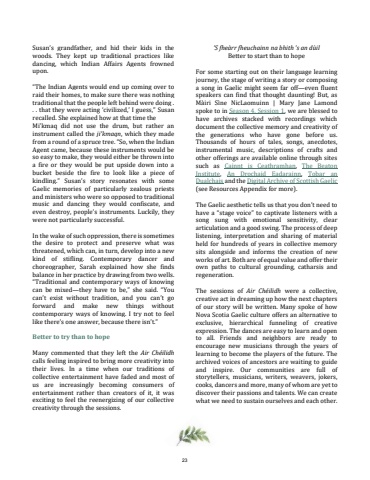 Susan's grandfather, and hid their kids in the
woods. They kept up traditional practices like
dancing, which Indian Affairs Agents frowned
upon.
"The Indian Agents would end up coming over to
raid their homes, to make sure there was nothing
traditional that the people left behind were doing .
. . that they were acting 'civilized,' I guess," Susan
recalled. She explained how at that time the
Mi'kmaq did not use the drum, but rather an
instrument called the ji'kmaqn, which they made
from a round of a spruce tree. "So, when the Indian
Agent came, because these instruments would be
so easy to make, they would either be thrown into
a fire or they would be put upside down into a
bucket beside the fire to look like a piece of
kindling." Susan's story resonates with some
Gaelic memories of particularly zealous priests
and ministers who were so opposed to traditional
music and dancing they would confiscate, and
even destroy, people's instruments. Luckily, they
were not particularly successful.
In the wake of such oppression, there is sometimes
the desire to protect and preserve what was
threatened, which can, in turn, develop into a new
kind of stifling. Contemporary dancer and
choreographer, Sarah explained how she finds
balance in her practice by drawing from two wells.
"Traditional and contemporary ways of knowing
can be mixed—they have to be," she said. "You
can't exist without tradition, and you can't go
forward and make new things without
contemporary ways of knowing. I try not to feel
like there's one answer, because there isn't."
Better to try than to hope
Many commented that they left the Air Chéilidh
calls feeling inspired to bring more creativity into
their lives. In a time when our traditions of
collective entertainment have faded and most of
us are increasingly becoming consumers of
entertainment rather than creators of it, it was
exciting to feel the reenergizing of our collective
creativity through the sessions.
'S fheàrr feuchainn na bhith 's an dùil
Better to start than to hope
For some starting out on their language learning
journey, the stage of writing a story or composing
a song in Gaelic might seem far off—even fluent
speakers can find that thought daunting! But, as
Màiri Sìne NicLaomuinn | Mary Jane Lamond
spoke to in Season 4, Session 1, we are blessed to
have archives stacked with recordings which
document the collective memory and creativity of
the generations who have gone before us.
Thousands of hours of tales, songs, anecdotes,
instrumental music, descriptions of crafts and
other offerings are available online through sites
such as Cainnt is Ceathramhan, The Beaton
Institute, An Drochaid Eadarainn, Tobar an
Dualchais and the Digital Archive of Scottish Gaelic
(see Resources Appendix for more).
The Gaelic aesthetic tells us that you don't need to
have a "stage voice" to captivate listeners with a
song sung with emotional sensitivity, clear
articulation and a good swing. The process of deep
listening, interpretation and sharing of material
held for hundreds of years in collective memory
sits alongside and informs the creation of new
works of art. Both are of equal value and offer their
own paths to cultural grounding, catharsis and
regeneration.
The sessions of Air Chéilidh were a collective,
creative act in dreaming up how the next chapters
of our story will be written. Many spoke of how
Nova Scotia Gaelic culture offers an alternative to
exclusive, hierarchical funneling of creative
expression. The dances are easy to learn and open
to all. Friends and neighbors are ready to
encourage new musicians through the years of
learning to become the players of the future. The
archived voices of ancestors are waiting to guide
and inspire. Our communities are full of
storytellers, musicians, writers, weavers, jokers,
cooks, dancers and more, many of whom are yet to
discover their passions and talents. We can create
what we need to sustain ourselves and each other.
23